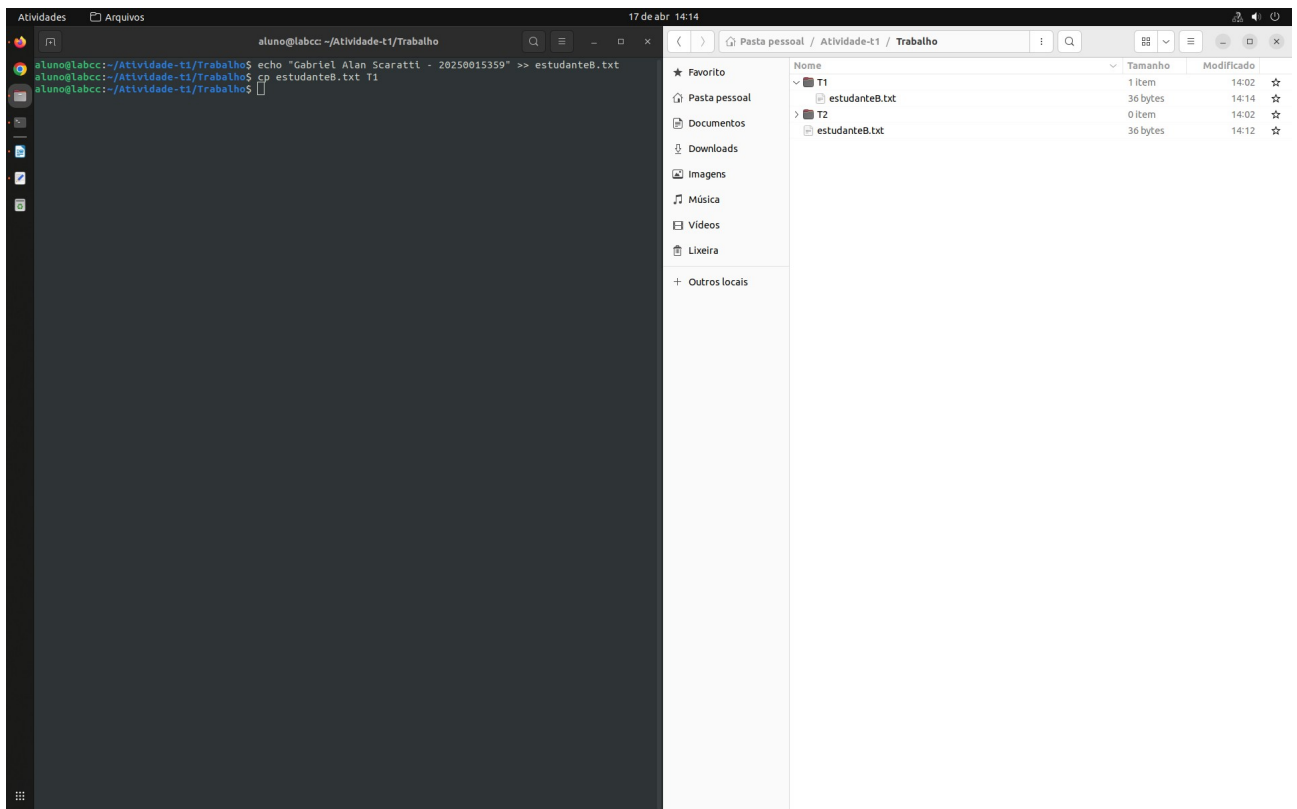 Atividades Arquivos 17 de abr 14:14
aluno@labcc: ~/Atividade-t1/Trabalho
aluno@labcc:~/Atividade-t1/Trabalho$ echo "Gabriel Alan Scaratti - 20250015359" >> estudanteB.txt
aluno@labcc:~/Atividade-t1/Trabalho$ cp estudanteB.txt T1
aluno@labcc:~/Atividade-t1/Trabalho$
Pasta pessoal / Atividade-t1 / Trabalho
Favorito
Pasta pessoal
Documentos
Downloads
Imagens
Música
Vídeos
Lixeira
+ Outros locais
Nome Tamanho Modificado
T1 1 item 14:02
estudanteB.txt 36 bytes 14:14
T2 0 item 14:02
estudanteB.txt 36 bytes 14:12